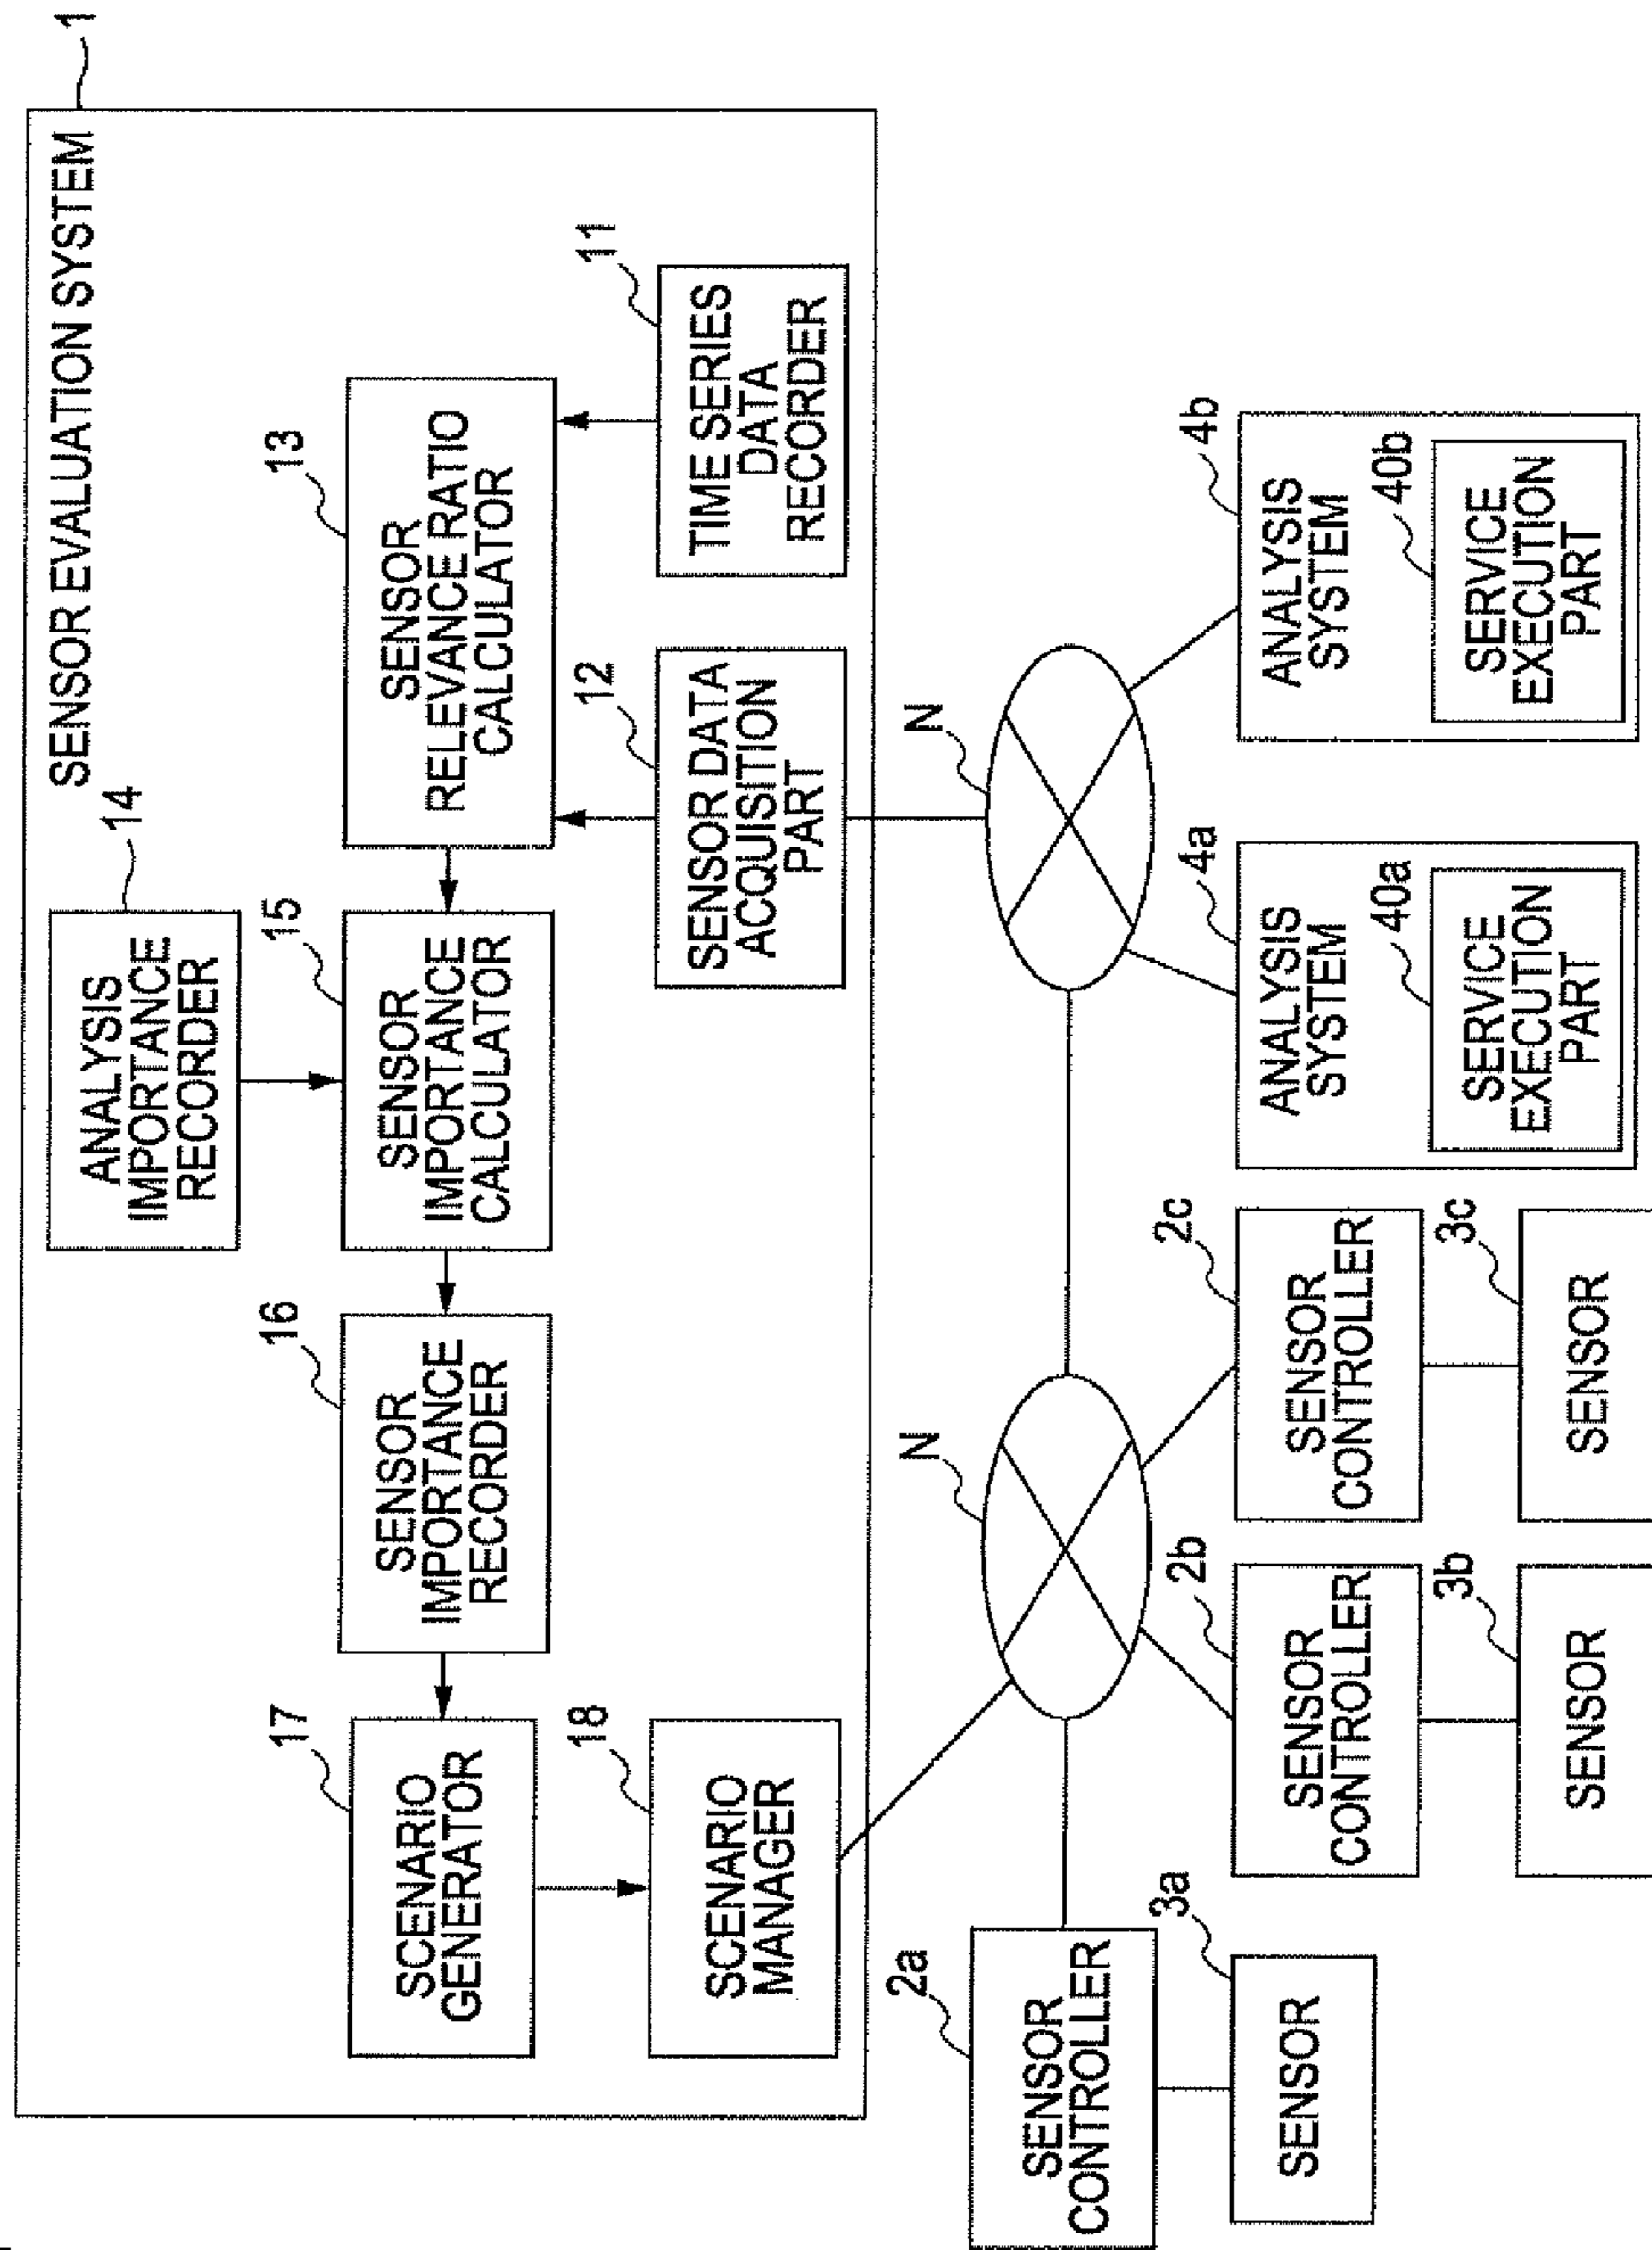 1
SENSOR EVALUATION SYSTEM
14
ANALYSIS
IMPORTANCE
RECORDER
17
SCENARIO
GENERATOR
16
SENSOR
IMPORTANCE
RECORDER
15
SENSOR
IMPORTANCE
CALCULATOR
13
SENSOR
RELEVANCE RATIO
CALCULATOR
18
SCENARIO
MANAGER
12
SENSOR DATA
ACQUISITION
PART
11
TIME SERIES
DATA
RECORDER
N
N
2a
SENSOR
CONTROLLER
3a
SENSOR
2b
SENSOR
CONTROLLER
3b
SENSOR
2c
SENSOR
CONTROLLER
3c
SENSOR
4a
ANALYSIS
SYSTEM
40a
SERVICE
EXECUTION
PART
4b
ANALYSIS
SYSTEM
40b
SERVICE
EXECUTION
PART